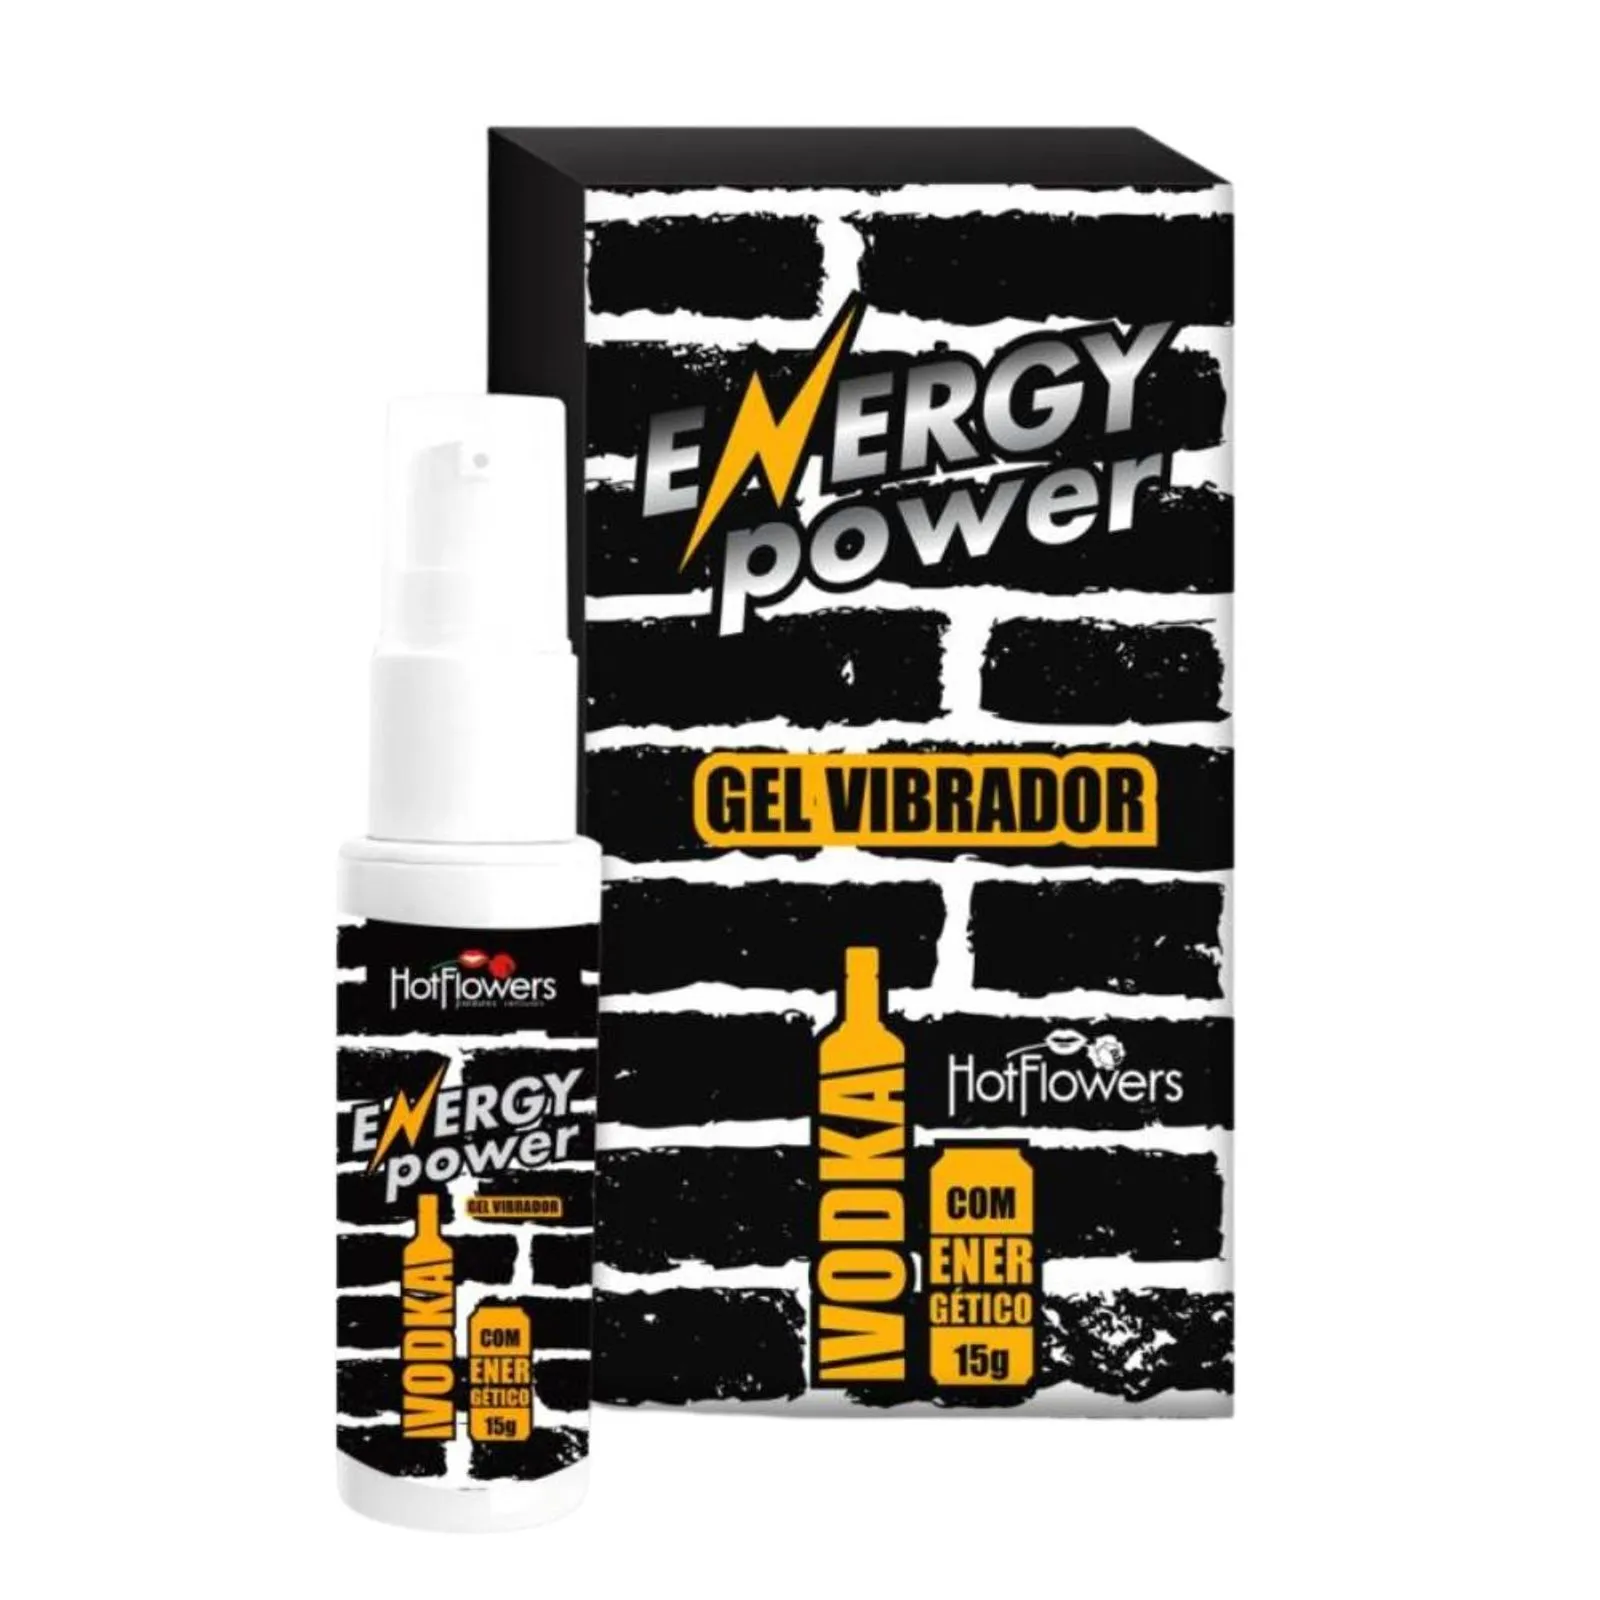 ENERGY
power
GEL VIBRADOR
HotFlowers
VODKA
COM
ENER
GÉTICO
15g
HotFlowers
ENERGY
power
GEL VIBRADOR
VODKA
COM
ENER
GÉTICO
15g